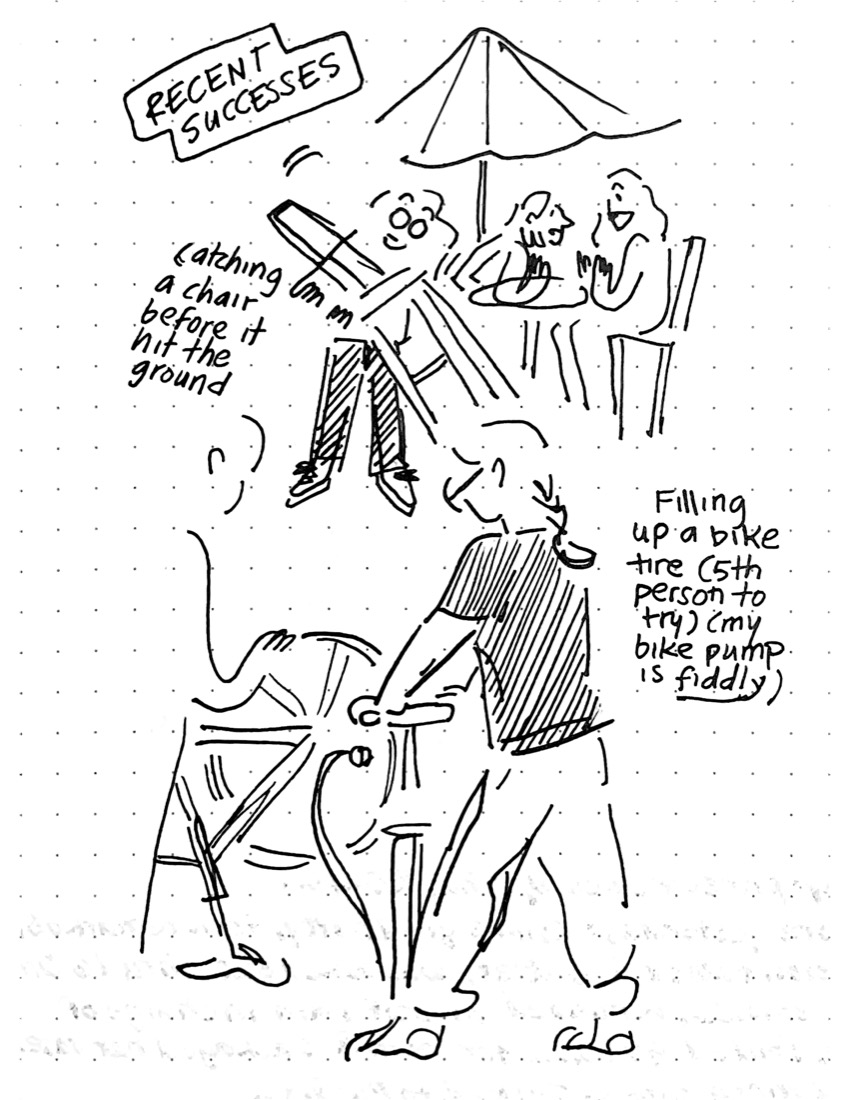 RECENT
SUCCESSES
catching
a chair
before it
hit the
ground
Filling
up a bike
tire (5th
person to
try) (my
bike pump
is fiddly)